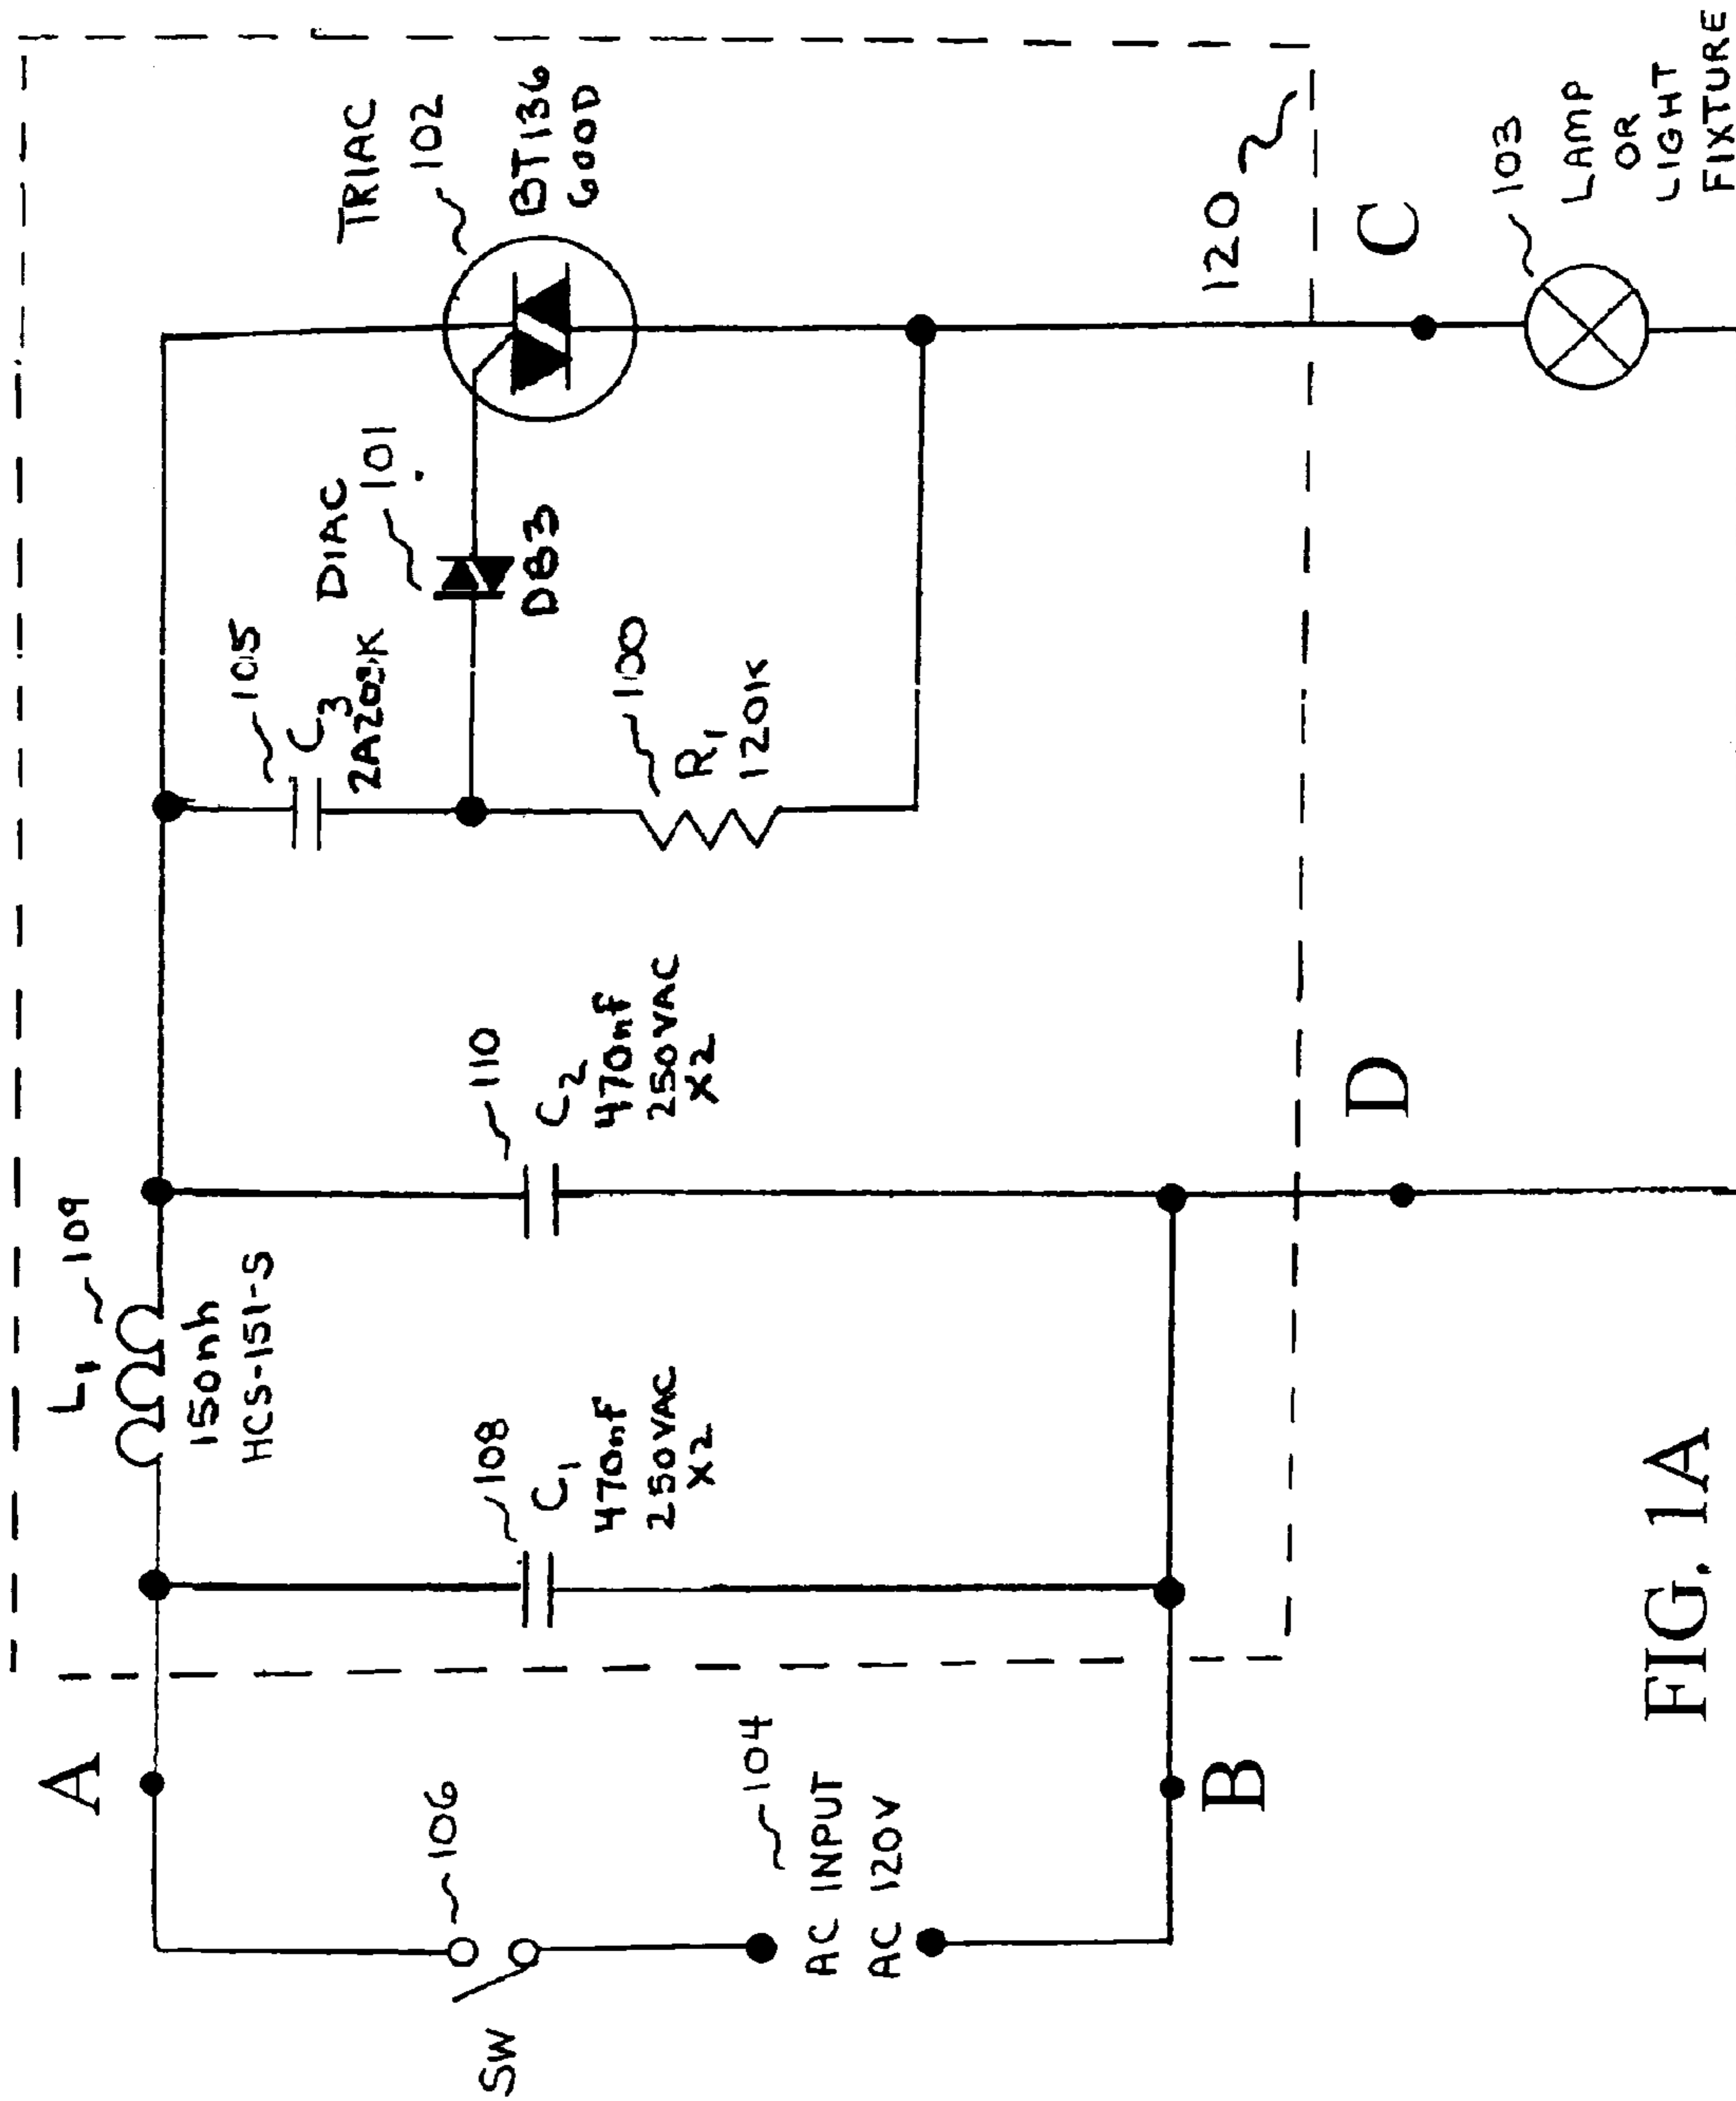 A
106
SW
104
AC INPUT
AC 120V
B
L1
109
150nh
HCS-151-S
108
C1
470nf
250VAC
X2
110
C2
470nf
250VAC
X2
D
105
C3
2A203K
DIAC
101
DB3
100
R1
120K
TRIAC
102
BT136
600D
120
C
103
LAMP
OR
LIGHT
FIXTURE
FIG. 1A